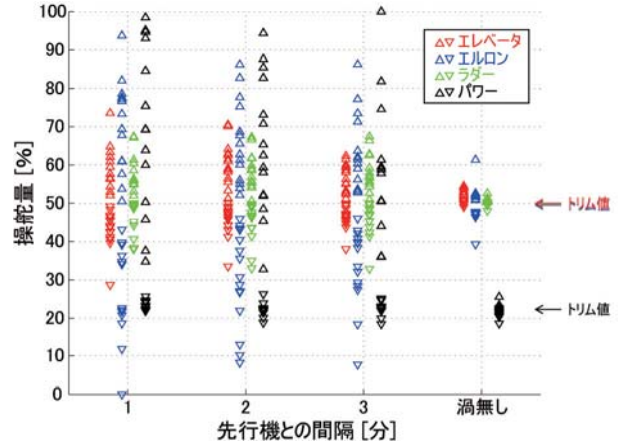 操舵量 [%]
100
90
80
70
60
50
40
30
20
10
0
エレベータ
エルロン
ラダー
パワー
トリム値
トリム値
1
2
3
渦無し
先行機との間隔 [分]